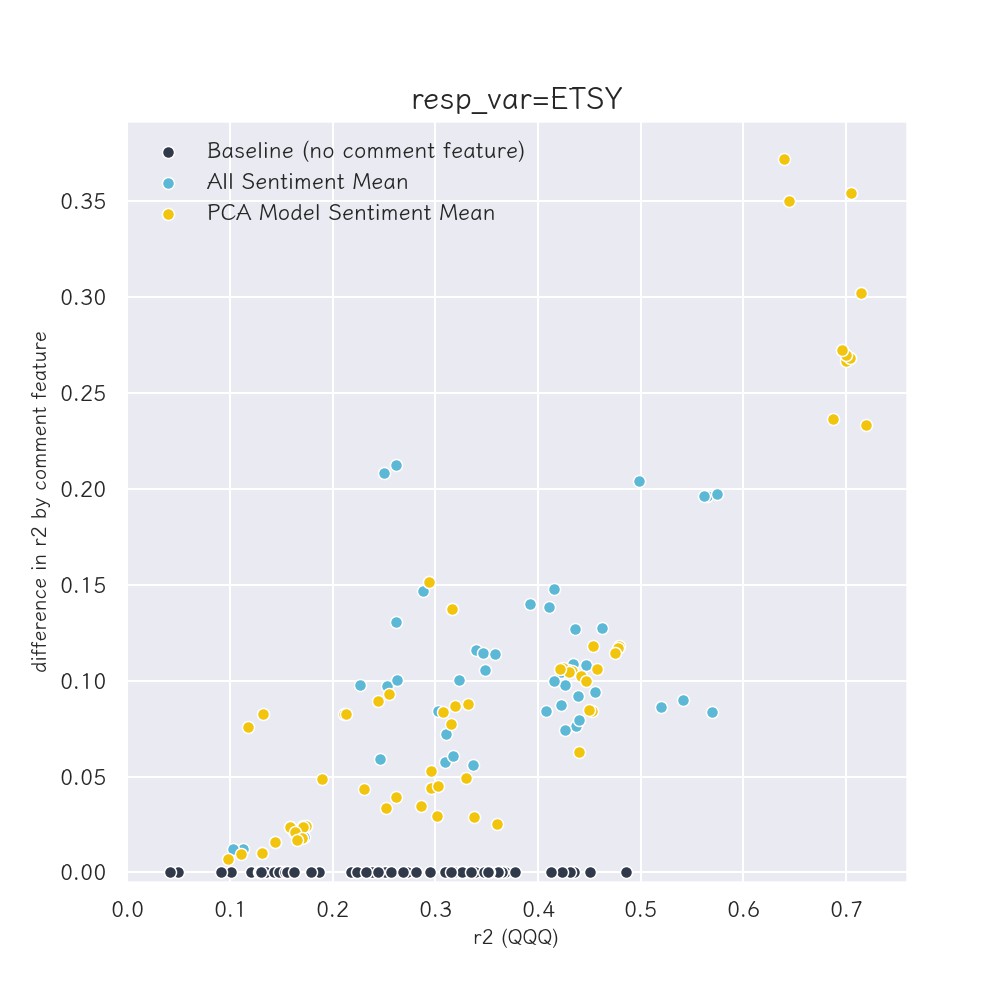 resp_var=ETSY
Baseline (no comment feature)
All Sentiment Mean
PCA Model Sentiment Mean
0.35
0.30
0.25
0.20
0.15
0.10
0.05
0.00
difference in r2 by comment feature
0.0 0.1 0.2 0.3 0.4 0.5 0.6 0.7
r2 (QQQ)